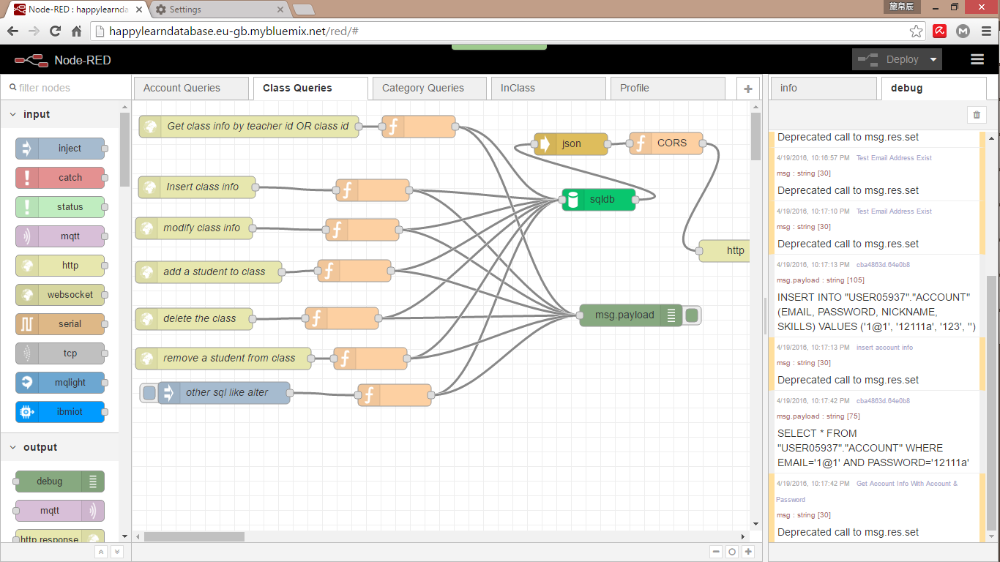 Node-RED : happylearnda
Settings
施帛辰
happylearndatabase.eu-gb.mybluemix.net/red/#
Node-RED
Deploy
filter nodes
input
inject
catch
status
mqtt
http
websocket
serial
tcp
mqlight
ibmiot
output
debug
mqtt
http response
Account Queries
Class Queries
Category Queries
InClass
Profile
Get class info by teacher id OR class id
json
CORS
Insert class info
sqldb
modify class info
http
add a student to class
delete the class
msg.payload
remove a student from class
other sql like alter
info
debug
Deprecated call to msg.res.set
4/19/2016, 10:16:57 PM Test Email Address Exist
msg : string [30]
Deprecated call to msg.res.set
4/19/2016, 10:17:10 PM Test Email Address Exist
msg : string [30]
Deprecated call to msg.res.set
4/19/2016, 10:17:13 PM cba4863d.64e0b8
msg.payload : string [105]
INSERT INTO "USER05937"."ACCOUNT"
(EMAIL, PASSWORD, NICKNAME,
SKILLS) VALUES ('1@1', '12111a', '123', '')
4/19/2016, 10:17:13 PM insert account info
msg : string [30]
Deprecated call to msg.res.set
4/19/2016, 10:17:42 PM cba4863d.64e0b8
msg.payload : string [75]
SELECT * FROM
"USER05937"."ACCOUNT" WHERE
EMAIL='1@1' AND PASSWORD='12111a'
4/19/2016, 10:17:42 PM Get Account Info With Account &
Password
msg : string [30]
Deprecated call to msg.res.set